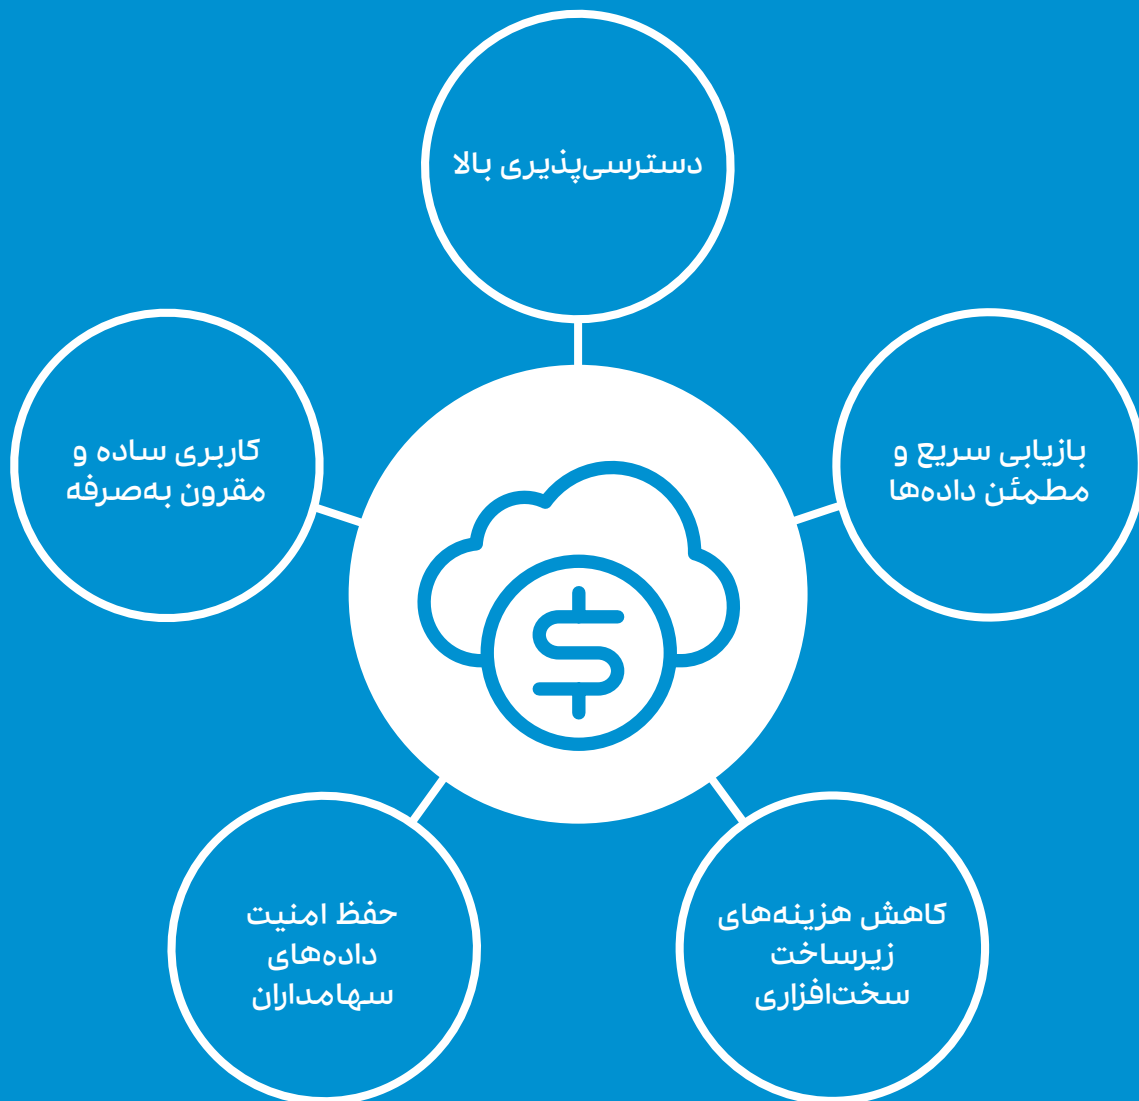 دسترسی‌پذیری بالا
بازیابی سریع و
مطمئن داده‌ها
کاربری ساده و
مقرون به‌صرفه
کاهش هزینه‌های
زیرساخت
سخت‌افزاری
حفظ امنیت
داده‌های
سهامداران